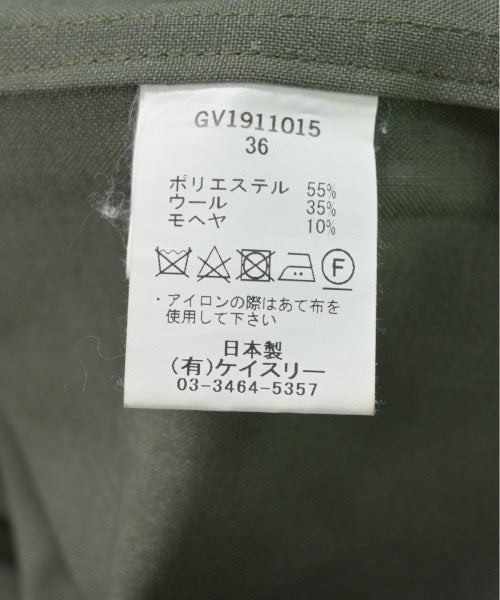 GV1911015
36
ポリエステル 55%
ウール 35%
モヘヤ 10%
F
・アイロンの際はあて布を
使用して下さい
日本製
(有)ケイスリー
03-3464-5357